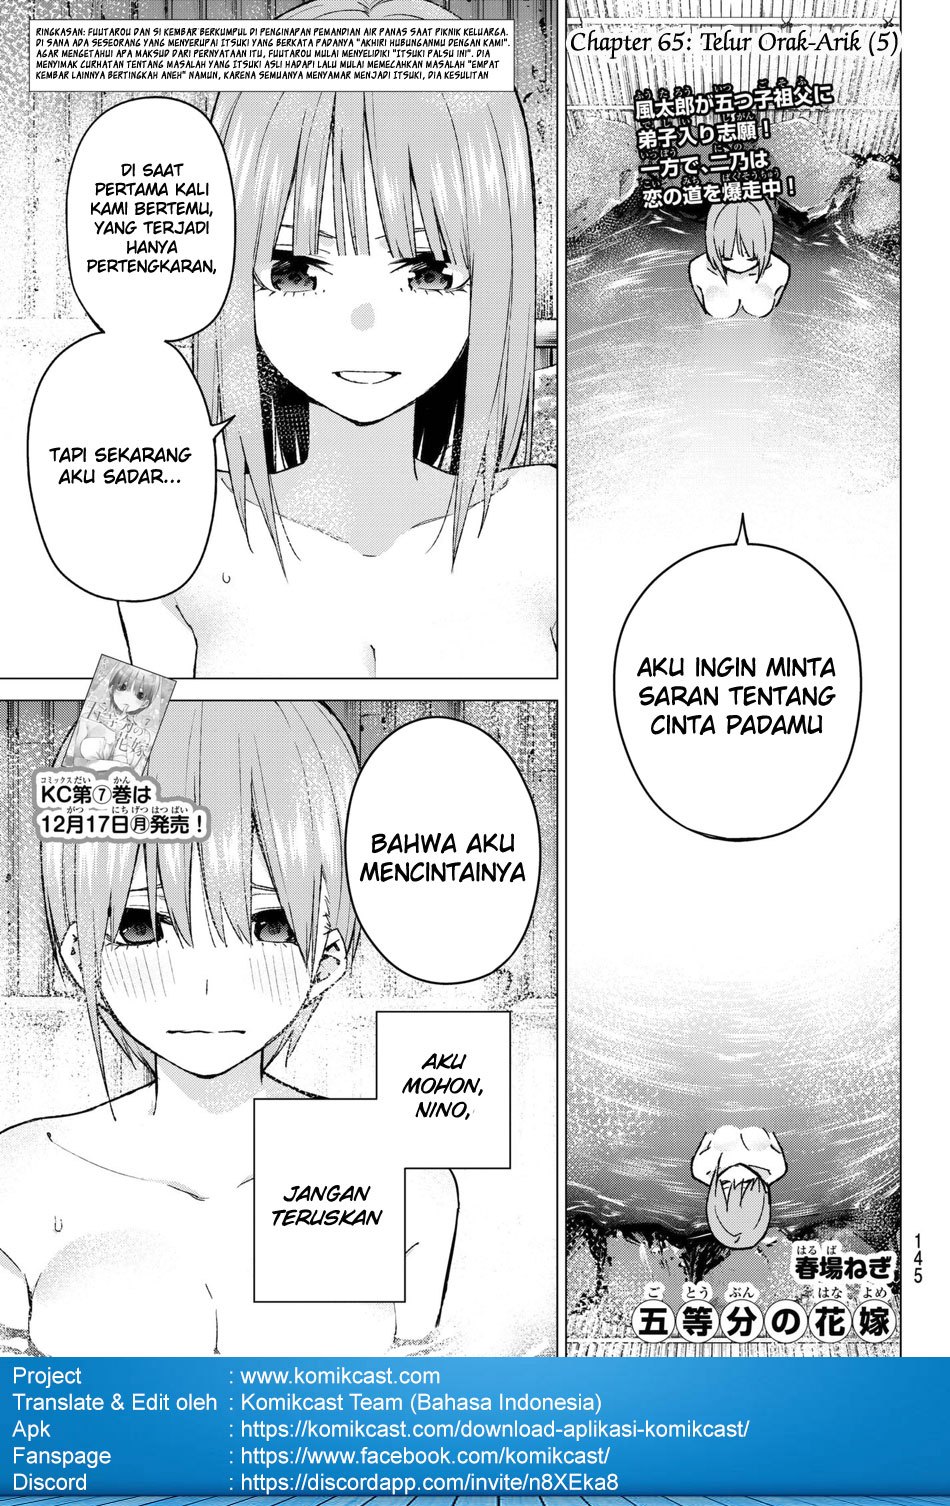 RINGKASAN: FUUTAROU DAN SI KEMBAR BERKUMPUL DI PENGINAPAN PEMANDIAN AIR PANAS SAAT PIKNIK KELUARGA.
DI SANA ADA SESEORANG YANG MENYERUPAI ITSUKI YANG BERKATA PADANYA "AKHIRI HUBUNGANMU DENGAN KAMI".
AGAR MENGETAHUI APA MAKSUD DARI PERNYATAAN ITU, FUUTAROU MULAI MENYELIDIKI "ITSUKI PALSU INI". DIA
MENYIMAK CURHATAN TENTANG MASALAH YANG ITSUKI ASLI HADAPI LALU MULAI MEMECAHKAN MASALAH "EMPAT
KEMBAR LAINNYA BERTINGKAH ANEH" NAMUN, KARENA SEMUANYA MENYAMAR MENJADI ITSUKI, DIA KESULITAN
Chapter 65: Telur Orak-Arik (5)
風太郎が五つ子祖父に
弟子入り志願！
一方で、二乃は
恋の道を爆走中！
AKU INGIN MINTA
SARAN TENTANG
CINTA PADAMU
春場ねぎ
五等分の花嫁
145
DI SAAT
PERTAMA KALI
KAMI BERTEMU,
YANG TERJADI
HANYA
PERTENGKARAN,
TAPI SEKARANG
AKU SADAR...
KC第⑦巻は
12月17日㊊発売！
BAHWA AKU
MENCINTAINYA
AKU
MOHON,
NINO,
JANGAN
TERUSKAN
Project : www.komikcast.com
Translate & Edit oleh : Komikcast Team (Bahasa Indonesia)
Apk : https://komikcast.com/download-aplikasi-komikcast/
Fanspage : https://www.facebook.com/komikcast/
Discord : https://discordapp.com/invite/n8XEka8